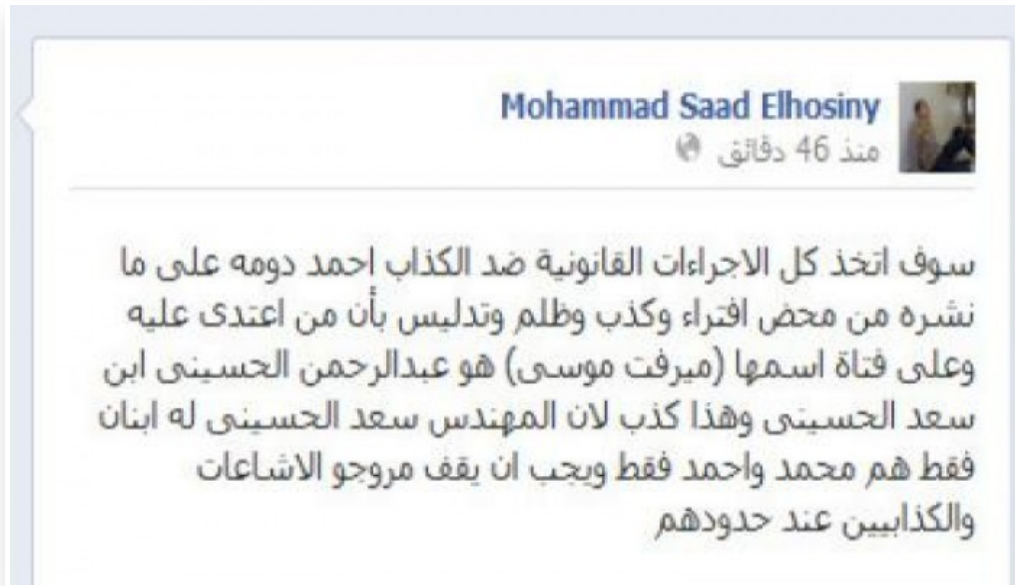 Mohammad Saad Elhosiny
منذ 46 دقائق
سوف اتخذ كل الاجراءات القانونية ضد الكذاب احمد دومه على ما
نشره من محض افتراء وكذب وظلم وتدليس بأن من اعتدى عليه
وعلى فتاة اسمها (ميرفت موسى) هو عبدالرحمن الحسينى ابن
سعد الحسينى وهذا كذب لان المهندس سعد الحسينى له ابنان
فقط هم محمد واحمد فقط ويجب ان يقف مروجو الاشاعات
والكذابيين عند حدودهم